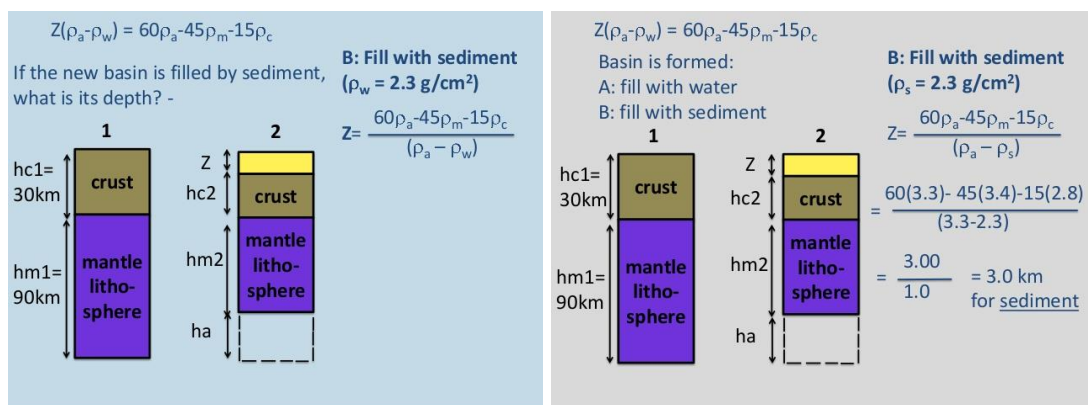 Z(ρa-ρw) = 60ρa-45ρm-15ρc
If the new basin is filled by sediment,
what is its depth? -
B: Fill with sediment
(ρw = 2.3 g/cm²)
Z= 60ρa-45ρm-15ρc
(ρa – ρw)
1
2
hc1=
30km
crust
hm1=
90km
mantle
litho-
sphere
Z
hc2
crust
hm2
mantle
litho-
sphere
ha
Z(ρa-ρw) = 60ρa-45ρm-15ρc
Basin is formed:
A: fill with water
B: fill with sediment
B: Fill with sediment
(ρs = 2.3 g/cm²)
Z= 60ρa-45ρm-15ρc
(ρa – ρs)
= 60(3.3)- 45(3.4)-15(2.8)
(3.3-2.3)
= 3.00
1.0
= 3.0 km
for sediment
1
2
hc1=
30km
crust
hm1=
90km
mantle
litho-
sphere
Z
hc2
crust
hm2
mantle
litho-
sphere
ha